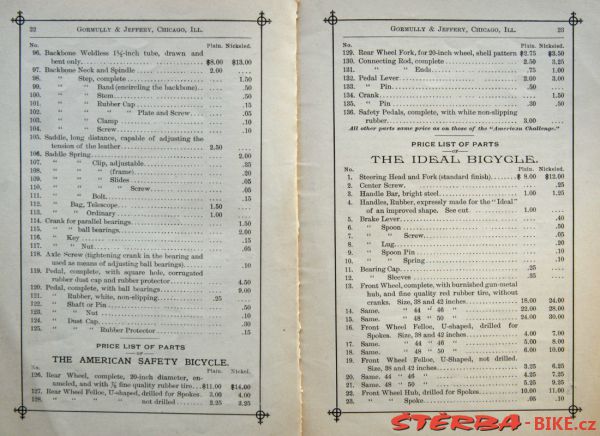 22 GORMULLY & JEFFERY, CHICAGO, ILL.
No. Plain. Nickeled.
96. Backbone Weldless 1⅛-inch tube, drawn and
bent only $8.00 $13.00
97. Backbone Neck and Spindle 2.00
98. " Step, complete 1.50
99. " " Band (encircling the backbone) .50
100. " " Stem .50
101. " " Rubber Cap .15
102. " " " Plate and Screw .05
103. " " Clamp .10
104. " " Screw .10
105. Saddle, long distance, capable of adjusting the
tension of the leather 2.50
106. Saddle Spring 2.00
107. " " Clip, adjustable .35
108. " " " (frame) .20
109. " " " Slides .05
110. " " " " Screw .05
111. " " Bolt .15
112. " Bag, Telescope 1.50
113. " " Ordinary 1.00
114. Crank for parallel bearings 1.50
115. " " ball bearings 2.00
116. " Key .15
117. " " Nut .05
118. Axle Screw (tightening crank in the bearing and
used as means of adjusting ball bearings) .10
119. Pedal, complete, with square hole, corrugated
rubber dust cap and rubber protector 4.50
120. Pedal, complete, with ball bearings 9.00
121. " Rubber, white, non-slipping .25
122. " Shaft or Pin .50
123. " " Nut .10
124. " Dust Cap .30
125. " " " Rubber Protector .15
PRICE LIST OF PARTS
OF
THE AMERICAN SAFETY BICYCLE.
No. Plain. Nickeled.
126. Rear Wheel, complete, 20-inch diameter, en-
ameled, and with ⅞ fine quality rubber tire $11.00 $14.00
127. Rear Wheel Felloe, U-shaped, drilled for Spokes 3.00 4.00
128. " " " " not drilled 2.25 3.25
GORMULLY & JEFFERY, CHICAGO, ILL. 23
No. Plain. Nickeled.
129. Rear Wheel Fork, for 20-inch wheel, shell pattern $2.75 $3.50
130. Connecting Rod, complete 2.50 3.25
131. " " Ends .75 1.00
132. Pedal Lever 2.00 3.00
133. " Pin .50
134. Crank 1.50
135. " Pin .30 .50
136. Safety Pedals, complete, with white non-slipping
rubber 3.00
All other parts same price as on those of the "American Challenge."
PRICE LIST OF PARTS
OF
THE IDEAL BICYCLE.
No. Plain. Nickeled.
1. Steering Head and Fork (standard finish) $ 8.00 $12.00
2. Center Screw .25
3. Handle Bar, bright steel 1.00 1.25
4. Handles, Rubber, expressly made for the "Ideal"
of an improved shape. See cut 1.00
5. Brake Lever .40
6. " Spoon .50
7. " " Screw .05
8. " Lug .20
9. " Spoon Pin .10
10. " Spring .10
11. Bearing Cap .25
12. " Sleeves .35
13. Front Wheel, complete, with burnished gun-metal
hub, and fine quality red rubber tire, without
cranks. Size, 38 and 42 inches 18.00 24.00
14. Same. " 44 " 46 " 22.00 28.00
15. Same. " 48 " 50 " 24.00 30.00
16. Front Wheel Felloe, U-shaped, drilled for
Spokes. Size, 38 and 42 inches 4.00 7.00
17. Same. " 44 " 46 " 5.00 8.00
18. Same. " 48 " 50 " 6.00 10.00
19. Front Wheel Felloe, U-Shaped, not drilled.
Size, 38 and 42 inches 3.25 6.25
20. Same, " 44 " 46 " 4.25 7.25
21. Same, " 48 " 50 " 5.25 9.25
22. Front Wheel Hub, drilled for Spokes 10.00 11.00
23. " " Spoke .05 .10
ŠTĚRBA-BIKE.cz